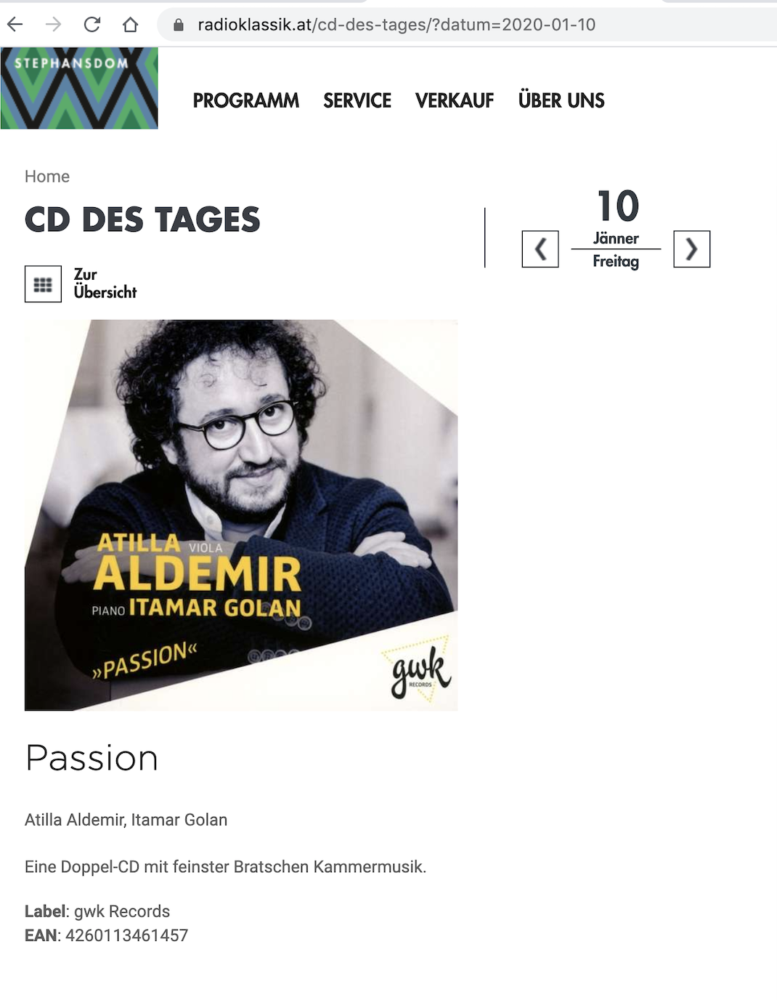 radioklassik.at/cd-des-tages/?datum=2020-01-10
STEPHANSDOM
PROGRAMM SERVICE VERKAUF ÜBER UNS
Home
CD DES TAGES
10
Jänner
Freitag
Zur
Übersicht
ATILLA VIOLA
ALDEMIR
PIANO ITAMAR GOLAN
»PASSION«
gwk
RECORDS
Passion
Atilla Aldemir, Itamar Golan
Eine Doppel-CD mit feinster Bratschen Kammermusik.
Label: gwk Records
EAN: 4260113461457